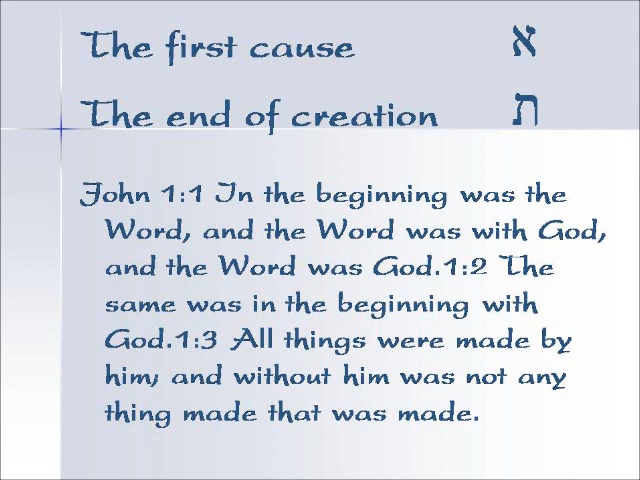 The first cause א
The end of creation ת
John 1:1 In the beginning was the
Word, and the Word was with God,
and the Word was God.1:2 The
same was in the beginning with
God.1:3 All things were made by
him; and without him was not any
thing made that was made.